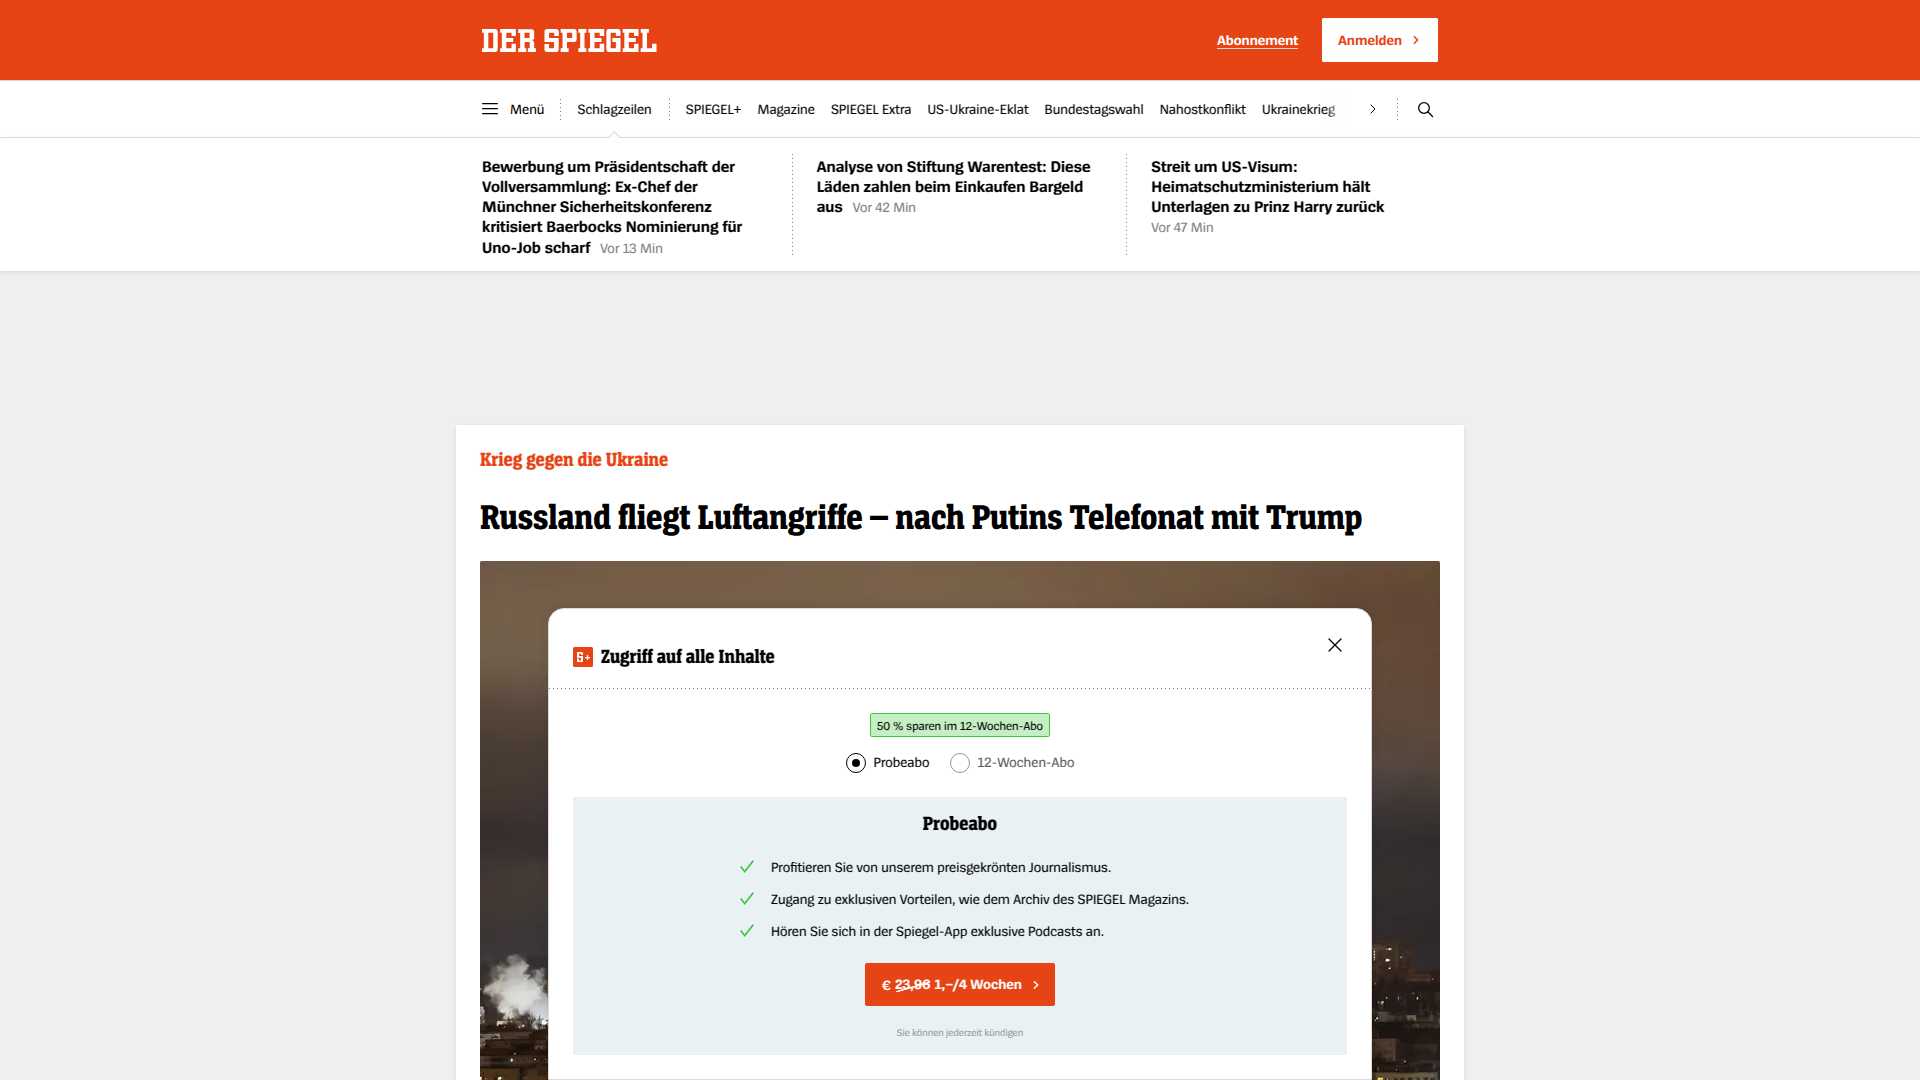 DER SPIEGEL
Abonnement
Anmelden
Menü
Schlagzeilen
SPIEGEL+
Magazine
SPIEGEL Extra
US-Ukraine-Eklat
Bundestagswahl
Nahostkonflikt
Ukrainekrieg
Bewerbung um Präsidentschaft der
Vollversammlung: Ex-Chef der
Münchner Sicherheitskonferenz
kritisiert Baerbocks Nominierung für
Uno-Job scharf Vor 13 Min
Analyse von Stiftung Warentest: Diese
Läden zahlen beim Einkaufen Bargeld
aus Vor 42 Min
Streit um US-Visum:
Heimatschutzministerium hält
Unterlagen zu Prinz Harry zurück
Vor 47 Min
Krieg gegen die Ukraine
Russland fliegt Luftangriffe – nach Putins Telefonat mit Trump
S+ Zugriff auf alle Inhalte
50 % sparen im 12-Wochen-Abo
Probeabo
12-Wochen-Abo
Probeabo
Profitieren Sie von unserem preisgekrönten Journalismus.
Zugang zu exklusiven Vorteilen, wie dem Archiv des SPIEGEL Magazins.
Hören Sie sich in der Spiegel-App exklusive Podcasts an.
€ 23,96 1,–/4 Wochen
Sie können jederzeit kündigen